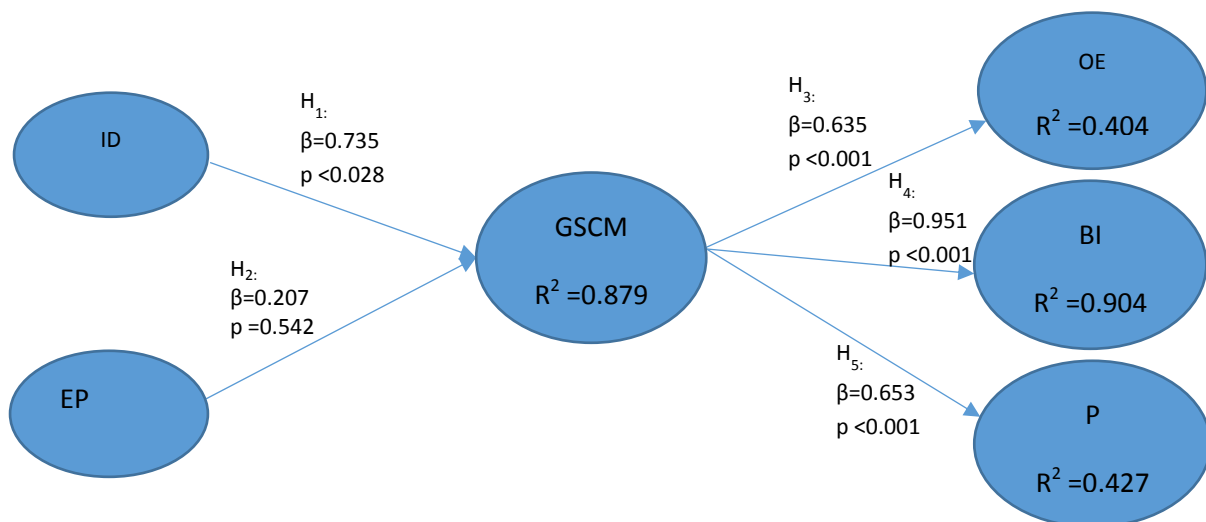 ID
H1:
β=0.735
p <0.028
EP
H2:
β=0.207
p =0.542
GSCM
R² =0.879
H3:
β=0.635
p <0.001
H4:
β=0.951
p <0.001
H5:
β=0.653
p <0.001
OE
R² =0.404
BI
R² =0.904
P
R² =0.427